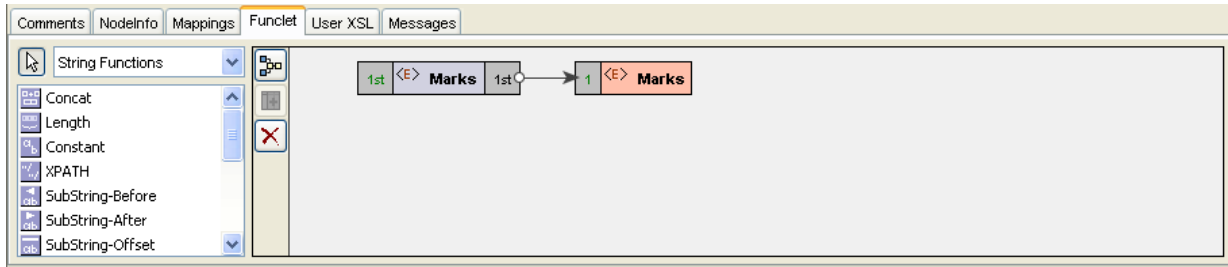 Comments NodeInfo Mappings Funclet User XSL Messages
String Functions
1st <E> Marks 1st 1 <E> Marks
Concat
Length
Constant
XPATH
SubString-Before
SubString-After
SubString-Offset